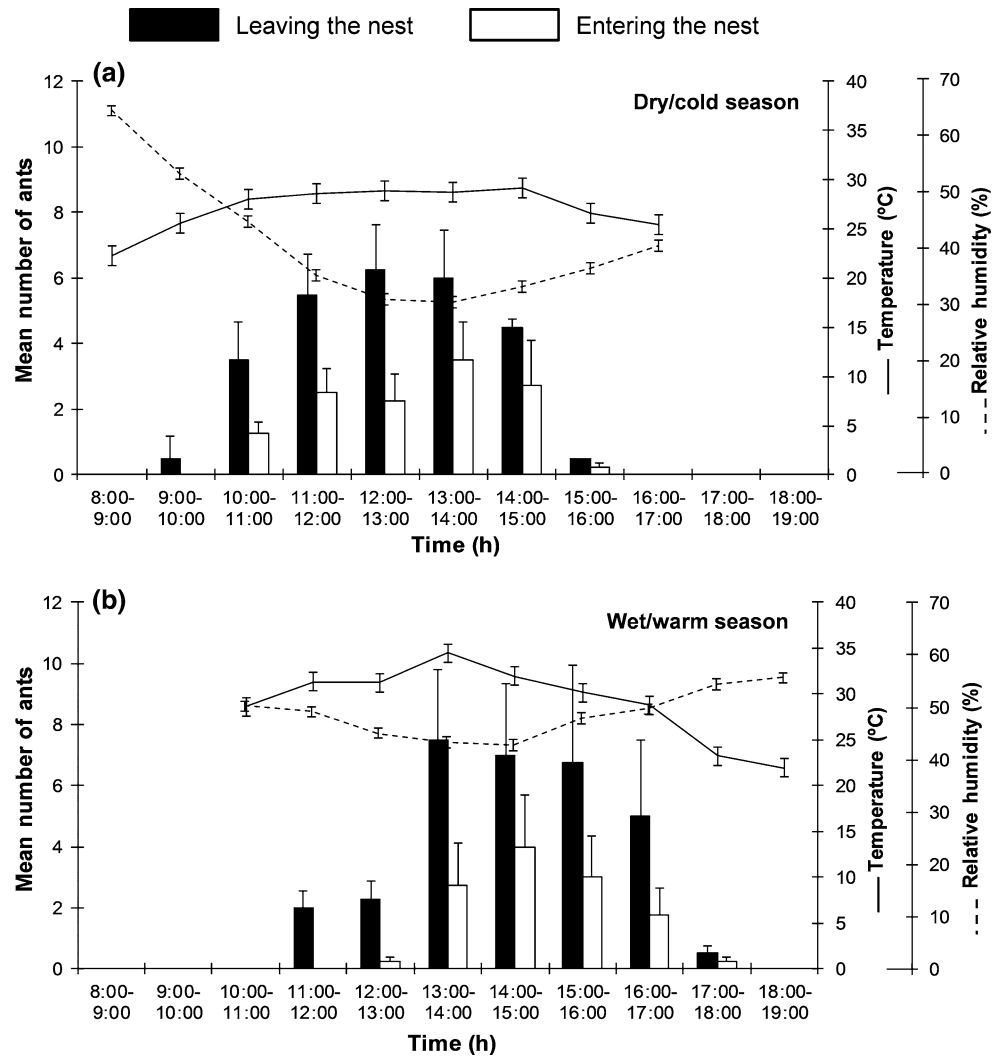 Leaving the nest
Entering the nest
(a)
Dry/cold season
Mean number of ants
12
10
8
6
4
2
0
40
35
30
25
20
15
10
5
0
Temperature (ºC)
70
60
50
40
30
20
10
0
Relative humidity (%)
8:00- 9:00- 10:00- 11:00- 12:00- 13:00- 14:00- 15:00- 16:00- 17:00- 18:00-
9:00 10:00 11:00 12:00 13:00 14:00 15:00 16:00 17:00 18:00 19:00
Time (h)
(b)
Wet/warm season
Mean number of ants
12
10
8
6
4
2
0
40
35
30
25
20
15
10
5
0
Temperature (ºC)
70
60
50
40
30
20
10
0
Relative humidity (%)
8:00- 9:00- 10:00- 11:00- 12:00- 13:00- 14:00- 15:00- 16:00- 17:00- 18:00-
9:00 10:00 11:00 12:00 13:00 14:00 15:00 16:00 17:00 18:00 19:00
Time (h)